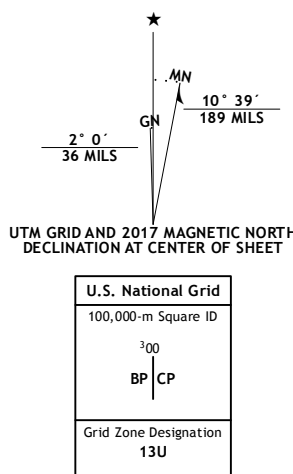 ★
MN
GN
10° 39´
189 MILS
2° 0´
36 MILS
UTM GRID AND 2017 MAGNETIC NORTH
DECLINATION AT CENTER OF SHEET
U.S. National Grid
100,000-m Square ID
³00
BP CP
Grid Zone Designation
13U